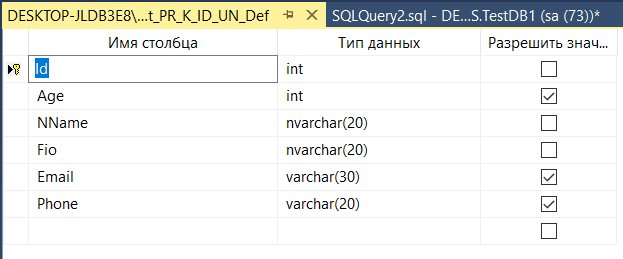 DESKTOP-JLDB3E8\...t_PR_K_ID_UN_Def SQLQuery2.sql - DE...S.TestDB1 (sa (73))*
Имя столбца Тип данных Разрешить знач...
Id int
Age int
NName nvarchar(20)
Fio nvarchar(20)
Email varchar(30)
Phone varchar(20)